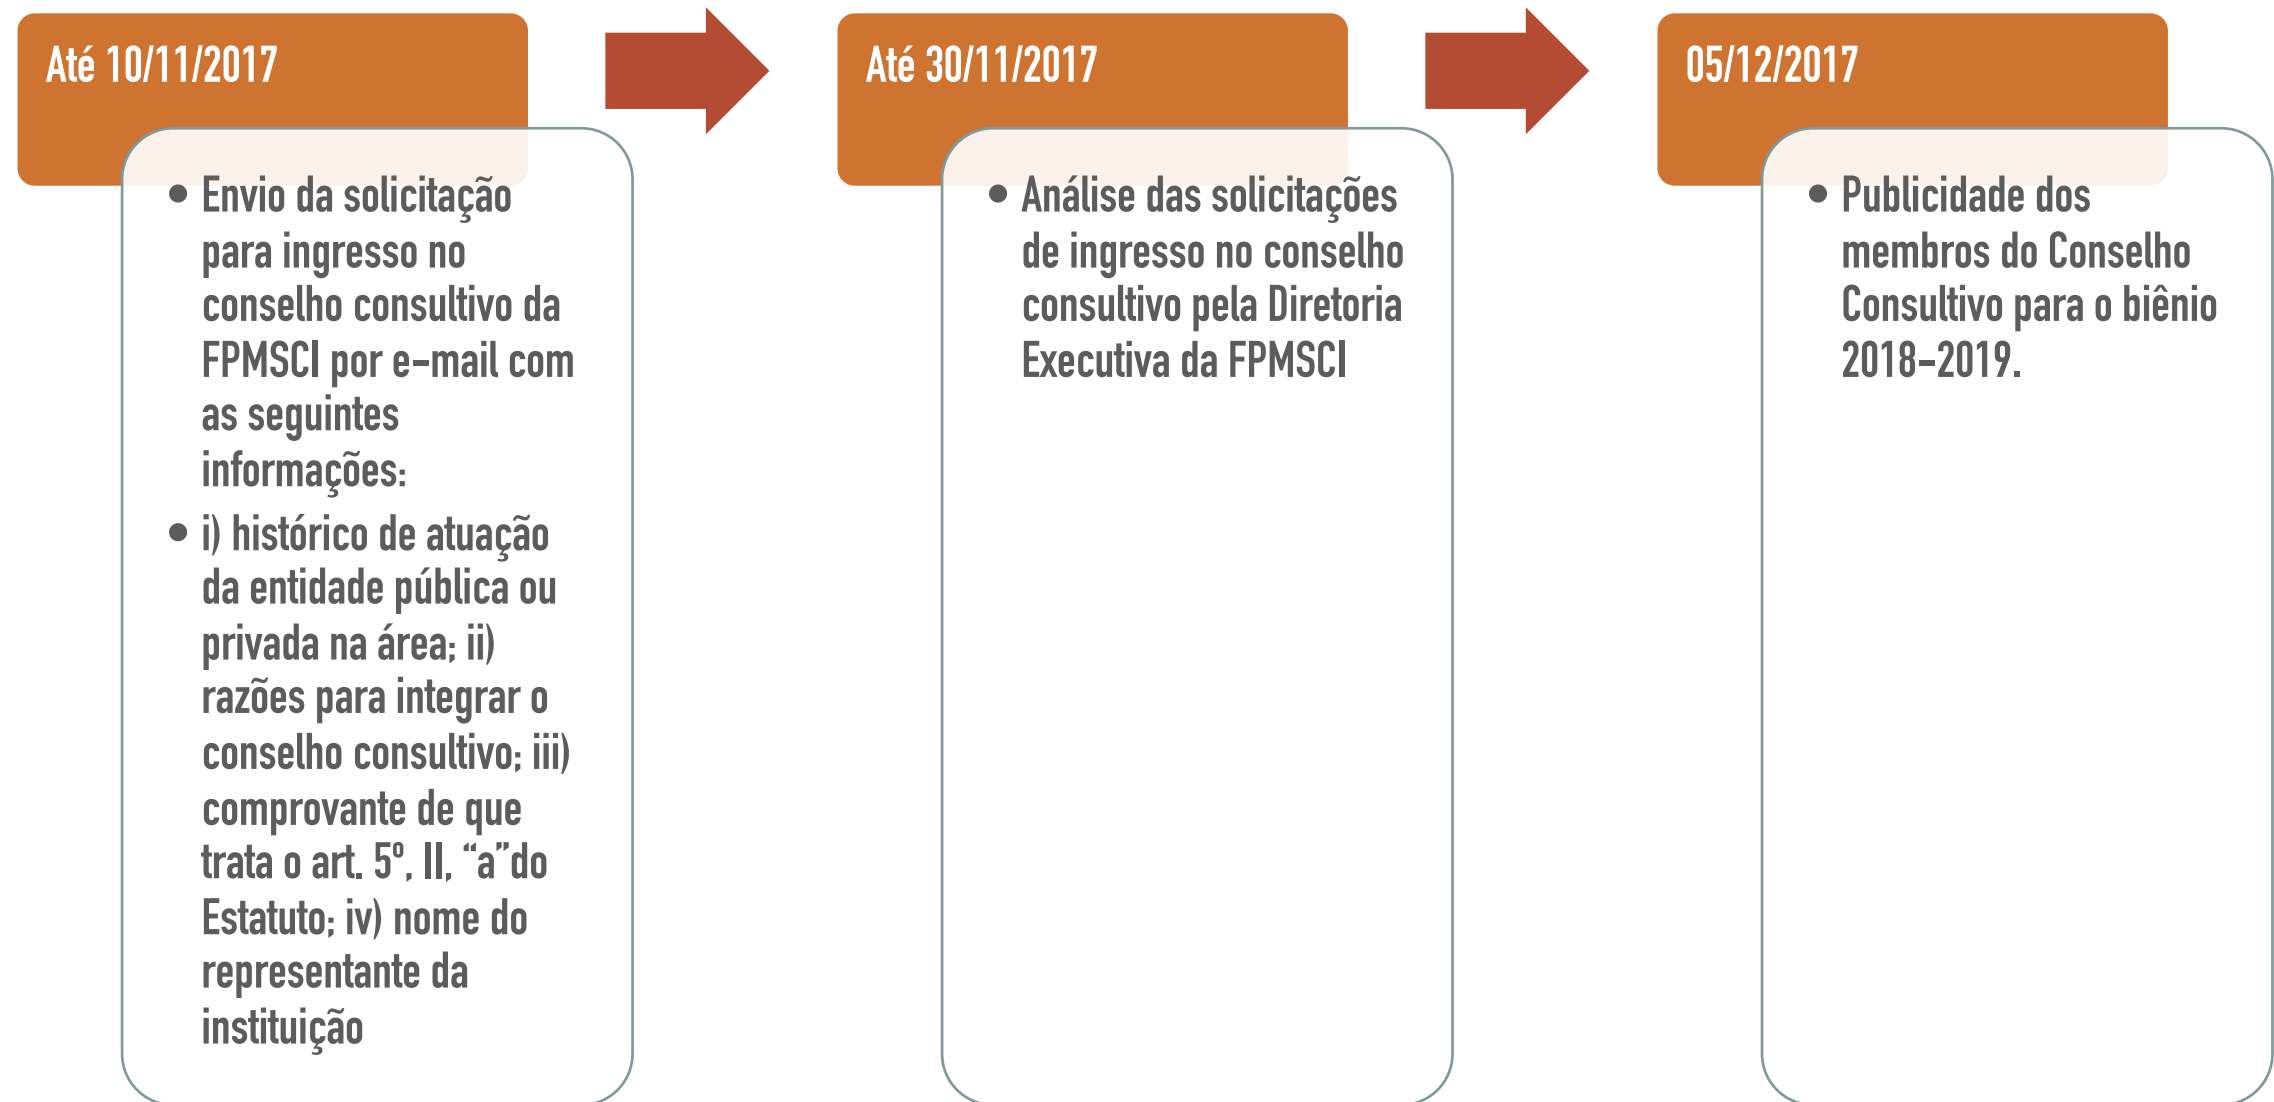 Até 10/11/2017
• Envio da solicitação
para ingresso no
conselho consultivo da
FPMSCI por e-mail com
as seguintes
informações:
• i) histórico de atuação
da entidade pública ou
privada na área; ii)
razões para integrar o
conselho consultivo; iii)
comprovante de que
trata o art. 5º, II, “a”do
Estatuto; iv) nome do
representante da
instituição
Até 30/11/2017
• Análise das solicitações
de ingresso no conselho
consultivo pela Diretoria
Executiva da FPMSCI
05/12/2017
• Publicidade dos
membros do Conselho
Consultivo para o biênio
2018-2019.